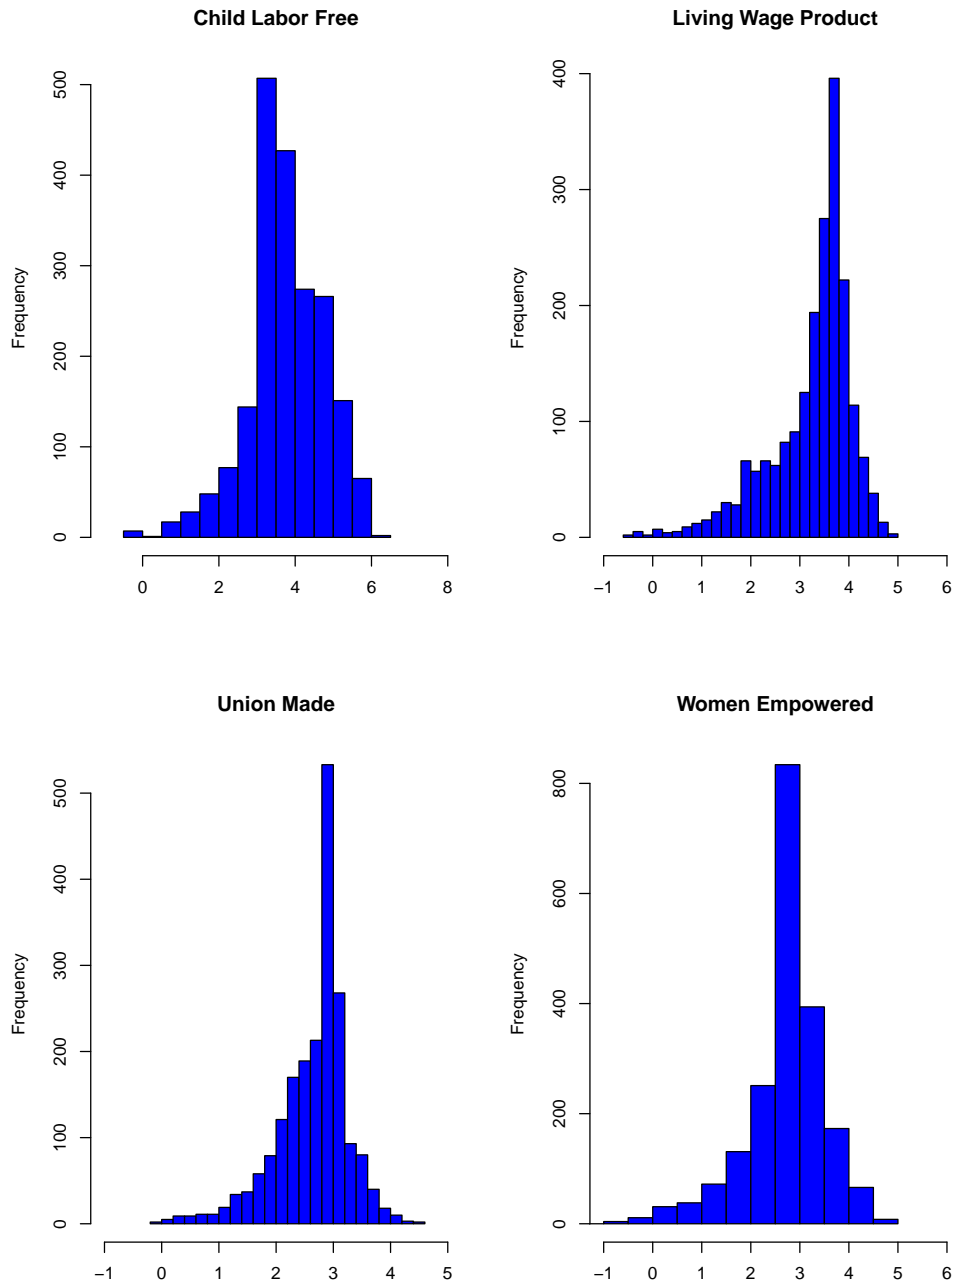 Child Labor Free
Frequency
0 100 200 300 400 500
0 2 4 6 8
Living Wage Product
Frequency
0 100 200 300 400
−1 0 1 2 3 4 5 6
Union Made
Frequency
0 100 200 300 400 500
−1 0 1 2 3 4 5
Women Empowered
Frequency
0 200 400 600 800
−1 0 1 2 3 4 5 6